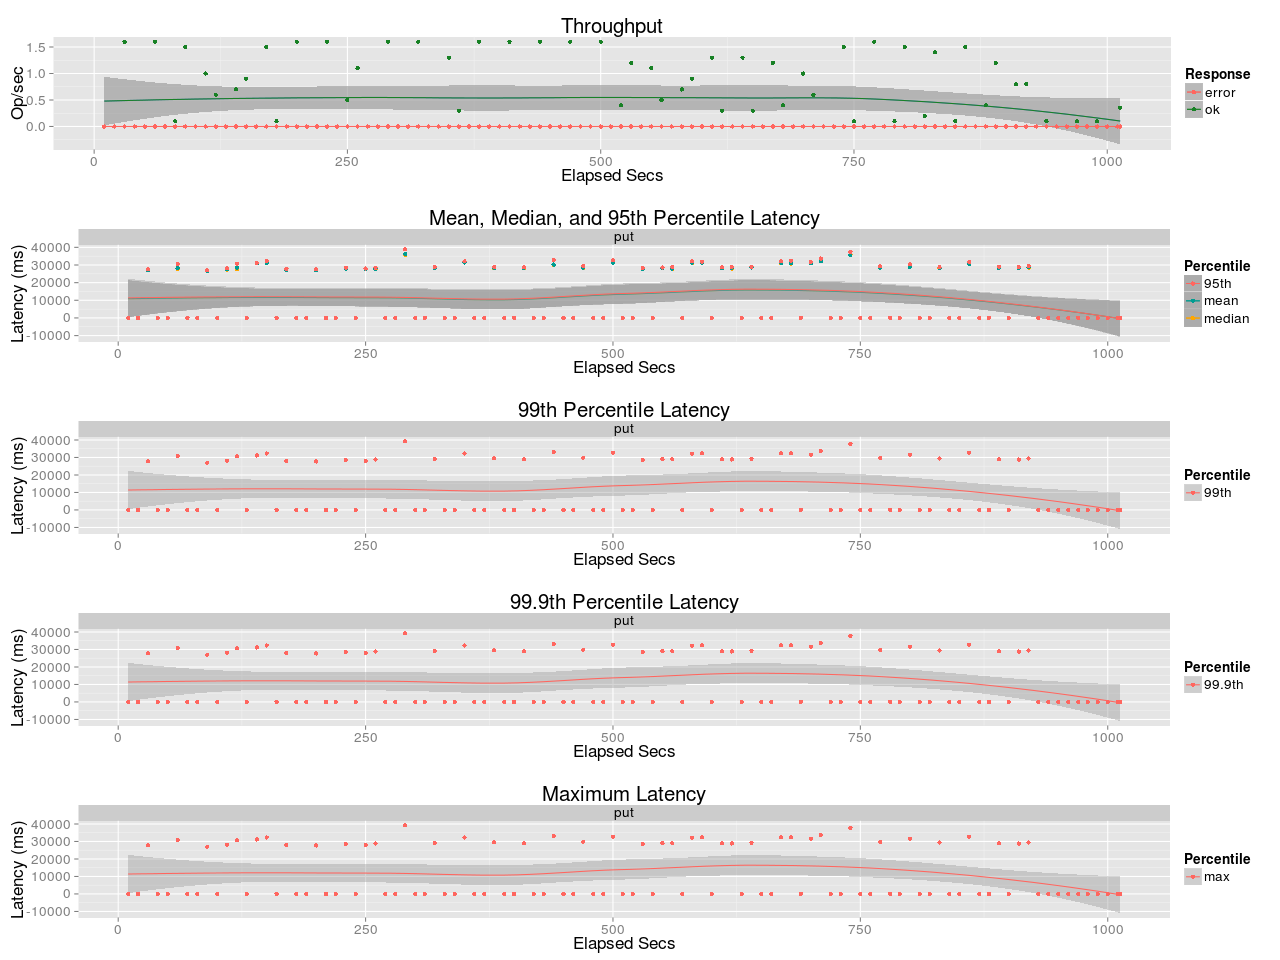 Throughput
Op/sec
1.5
1.0
0.5
0.0
0 250 500 750 1000
Elapsed Secs
Response
error
ok
Mean, Median, and 95th Percentile Latency
put
Latency (ms)
40000
30000
20000
10000
0
-10000
0 250 500 750 1000
Elapsed Secs
Percentile
95th
mean
median
99th Percentile Latency
put
Latency (ms)
40000
30000
20000
10000
0
-10000
0 250 500 750 1000
Elapsed Secs
Percentile
99th
99.9th Percentile Latency
put
Latency (ms)
40000
30000
20000
10000
0
-10000
0 250 500 750 1000
Elapsed Secs
Percentile
99.9th
Maximum Latency
put
Latency (ms)
40000
30000
20000
10000
0
-10000
0 250 500 750 1000
Elapsed Secs
Percentile
max